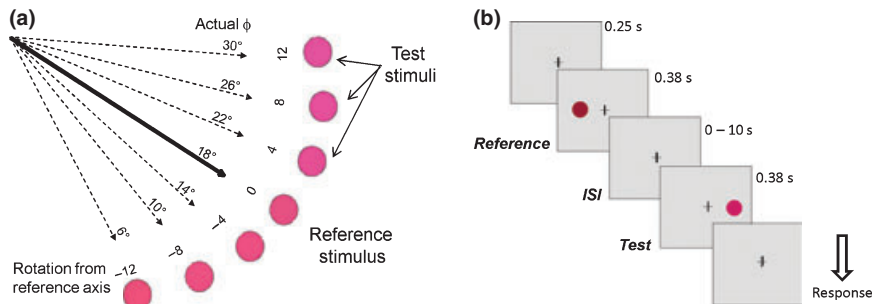 (a)
Actual ϕ
30°
26°
22°
18°
14°
10°
6°
12
8
4
0
−4
−8
−12
Test
stimuli
Reference
stimulus
Rotation from
reference axis
(b)
0.25 s
0.38 s
Reference
0 – 10 s
ISI
0.38 s
Test
Response